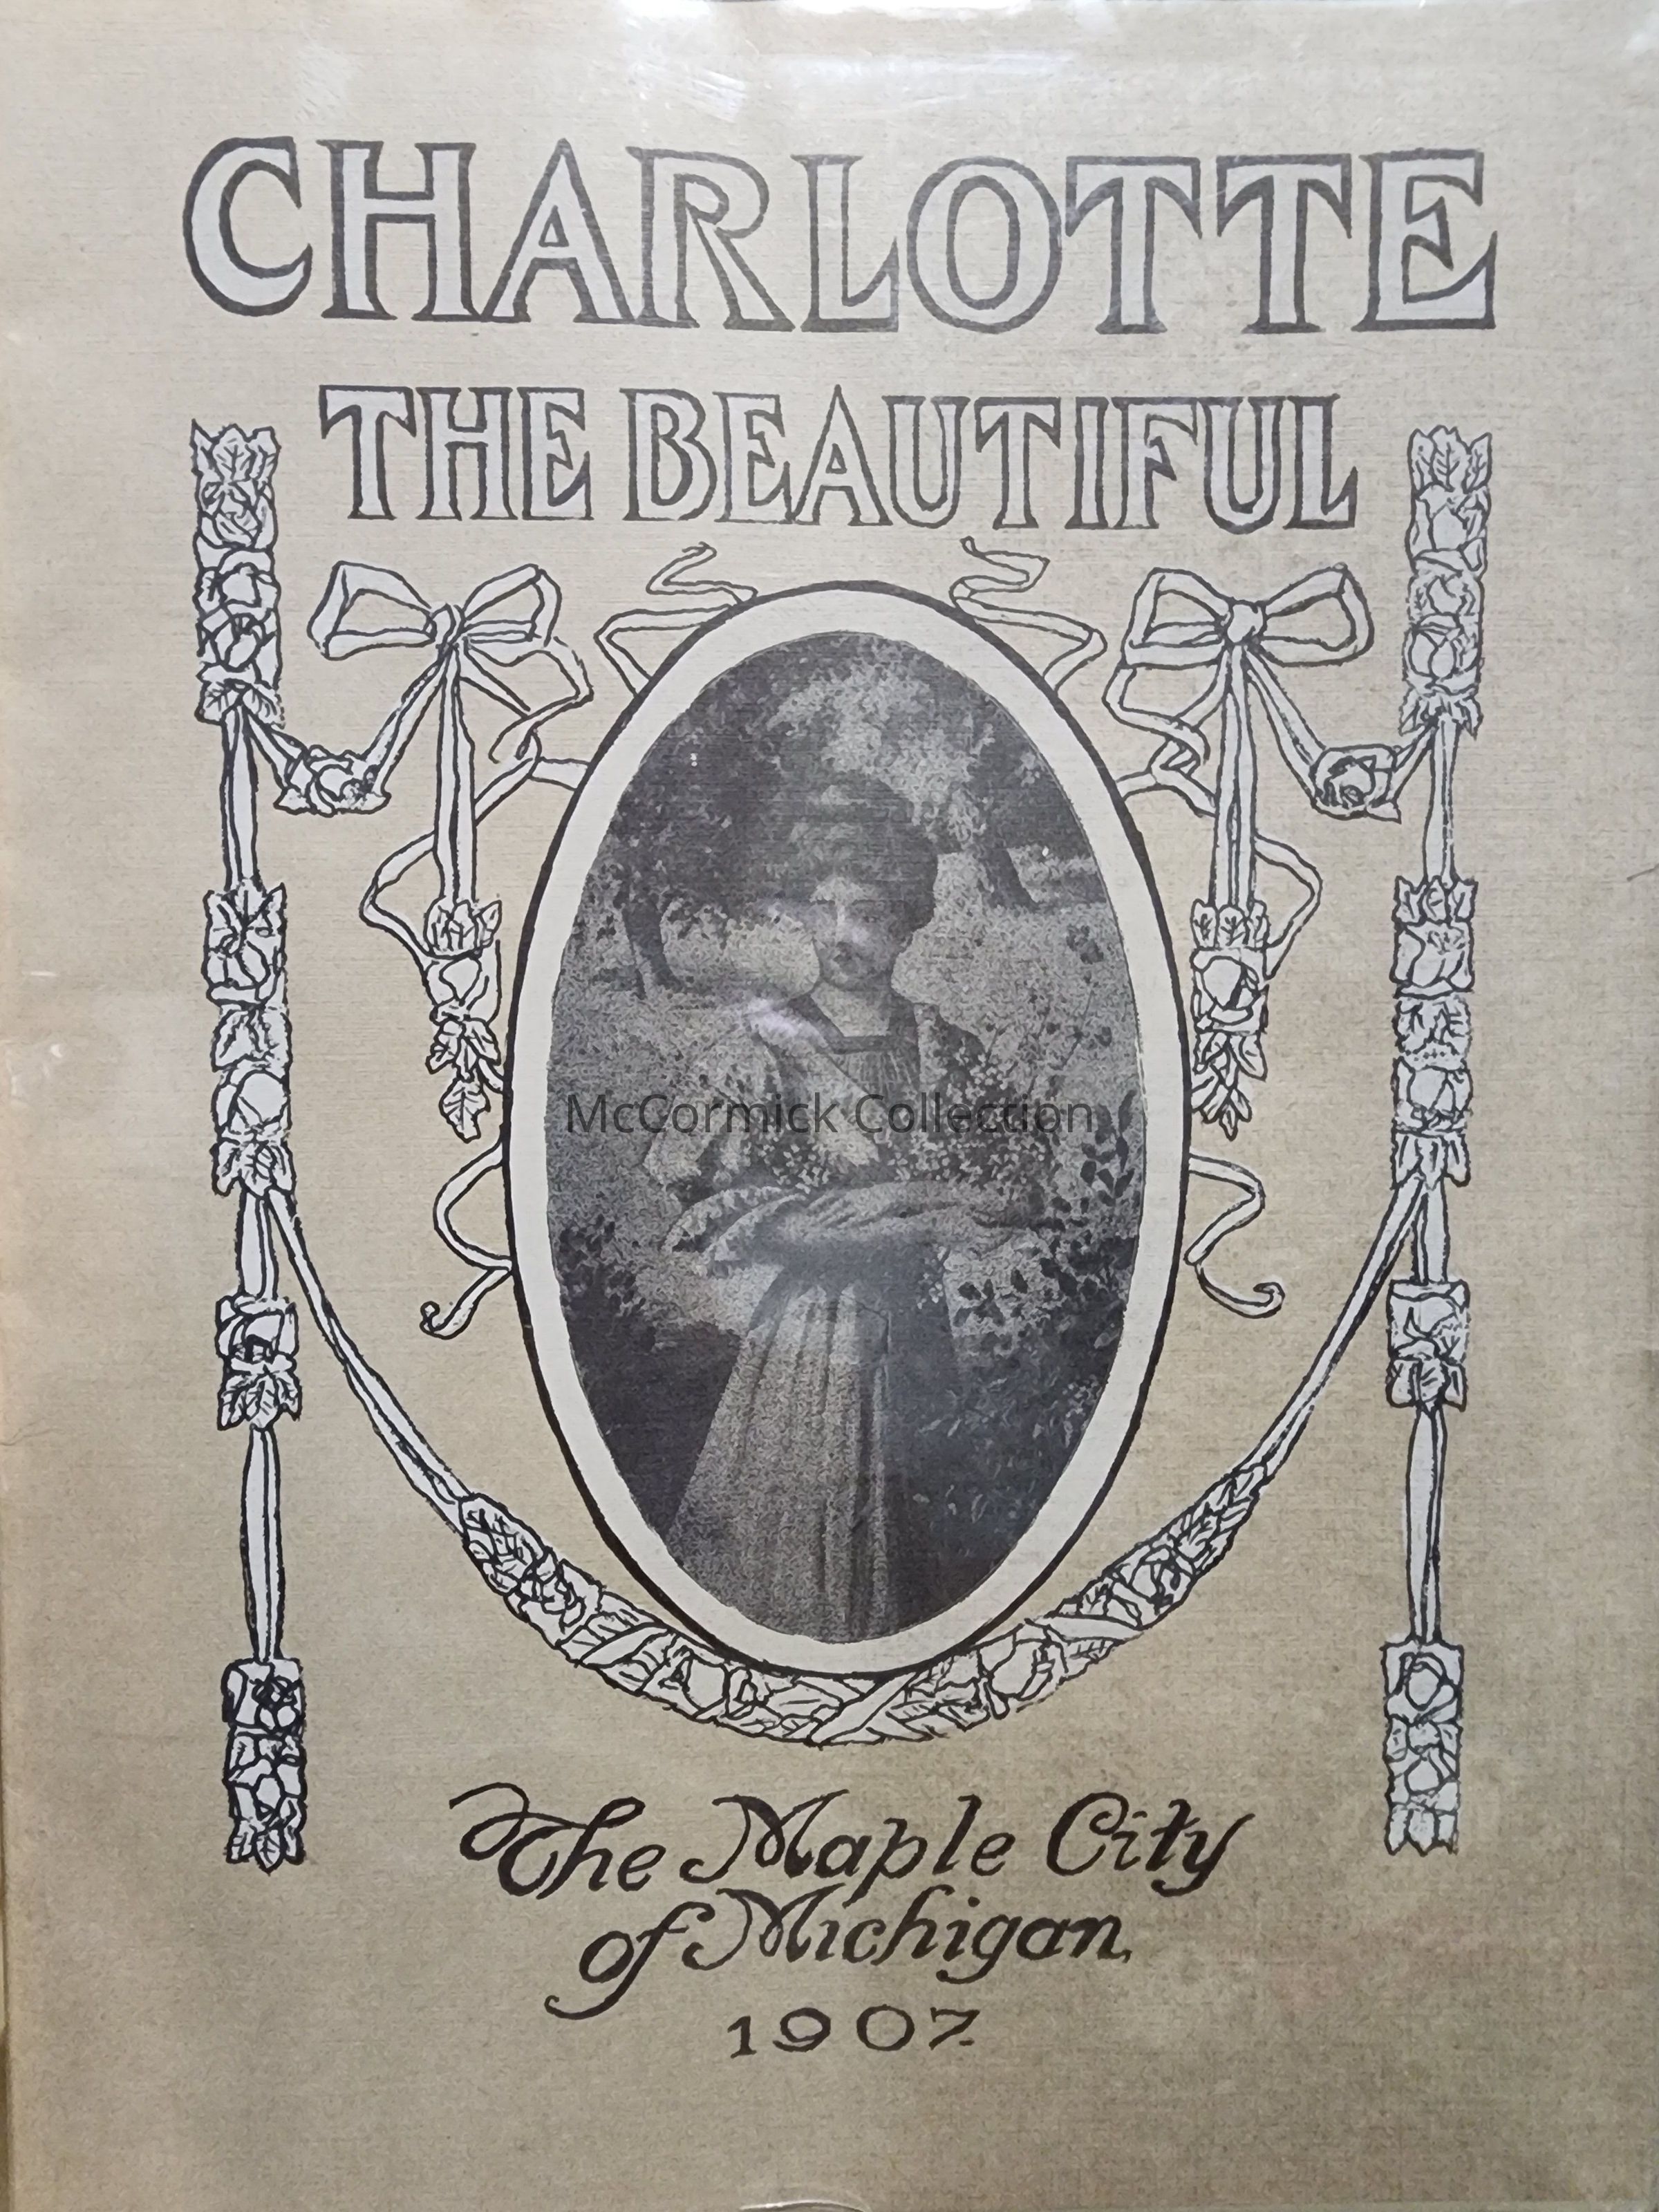 CHARLOTTE
THE BEAUTIFUL
McCormick Collection
The Maple City
of Michigan.
1907.